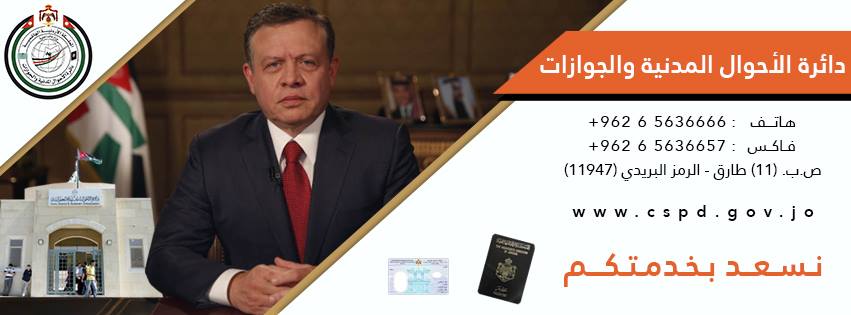 دائرة الأحوال المدنية والجوازات
هاتف : 5636666 6 962+
فاكس : 5636657 6 962+
ص.ب. (11) طارق - الرمز البريدي (11947)
www.cspd.gov.jo
نسعد بخدمتكم